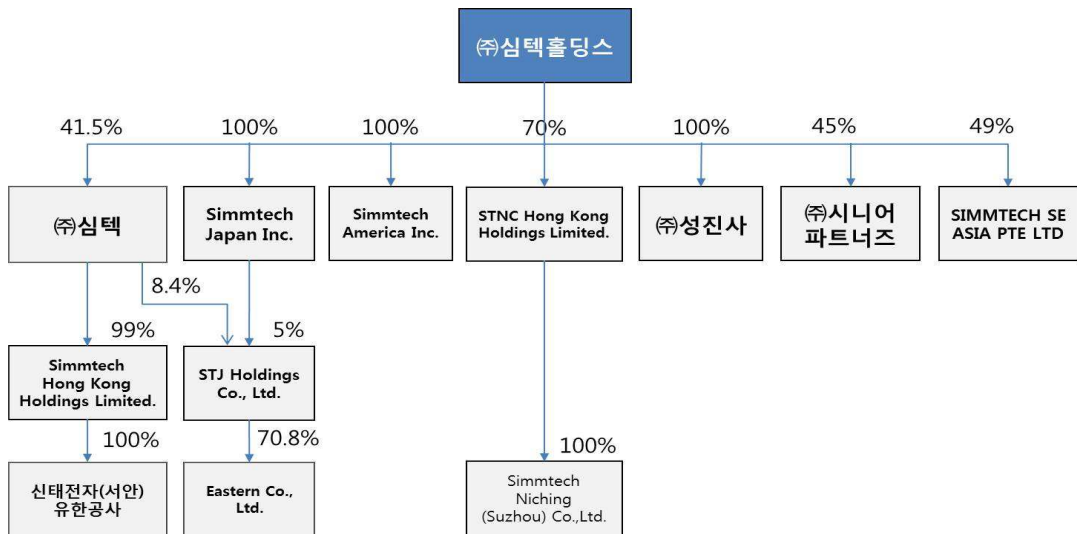 ㈜심텍홀딩스
41.5%
100%
100%
70%
100%
45%
49%
㈜심텍
Simmtech
Japan Inc.
Simmtech
America Inc.
STNC Hong Kong
Holdings Limited.
㈜성진사
㈜시니어
파트너즈
SIMMTECH SE
ASIA PTE LTD
8.4%
99%
5%
Simmtech
Hong Kong
Holdings Limited.
STJ Holdings
Co., Ltd.
100%
70.8%
100%
신태전자(서안)
유한공사
Eastern Co.,
Ltd.
Simmtech
Niching
(Suzhou) Co.,Ltd.